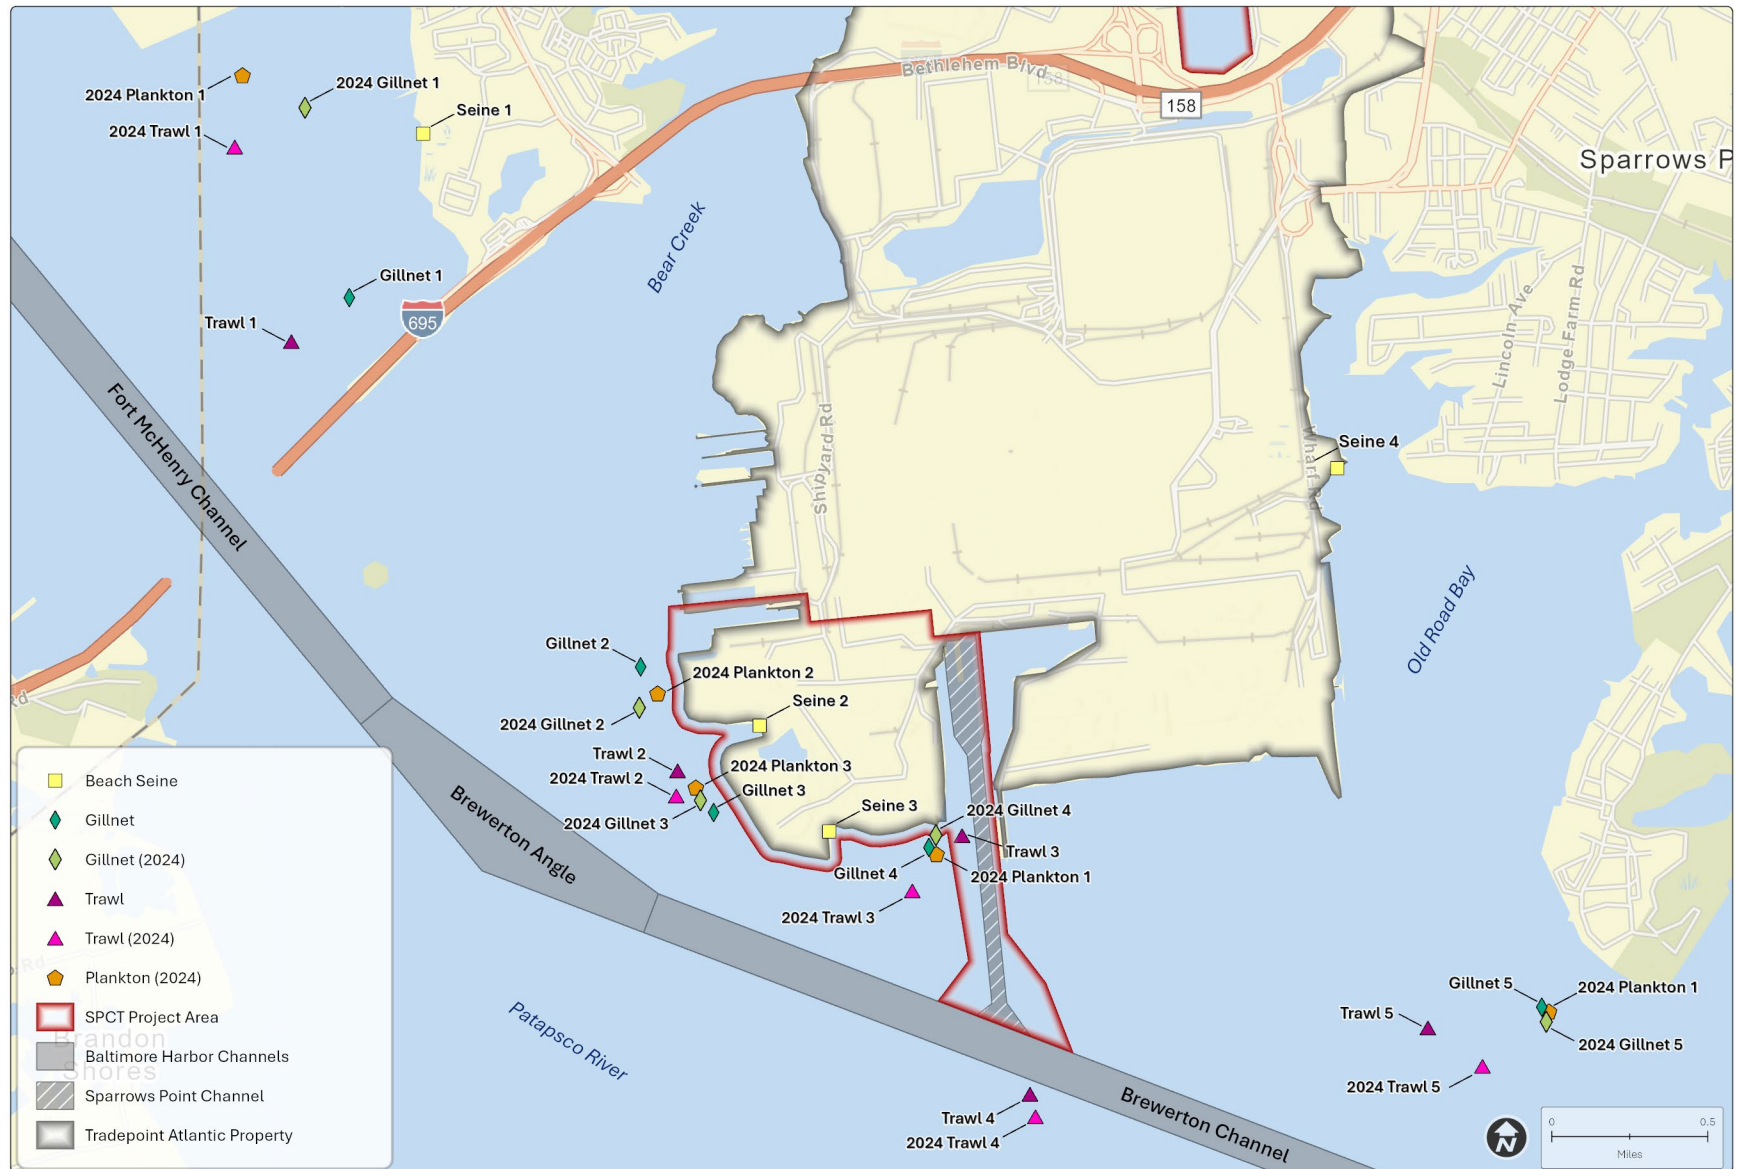 Bethlehem Blvd
158
158
2024 Plankton 1
2024 Gillnet 1
Seine 1
2024 Trawl 1
Sparrows P
Bear Creek
Gillnet 1
Trawl 1
695
Lincoln Ave
Lodge Farm Rd
Fort McHenry Channel
Shipyard Rd
Wharf Rd
Seine 4
Old Road Bay
Gillnet 2
2024 Plankton 2
2024 Gillnet 2
Seine 2
Rd
Trawl 2
2024 Trawl 2
2024 Plankton 3
Gillnet 3
2024 Gillnet 3
Seine 3
2024 Gillnet 4
Trawl 3
Gillnet 4
2024 Plankton 1
2024 Trawl 3
Brewerton Angle
Patapsco River
Gillnet 5
2024 Plankton 1
Trawl 5
2024 Gillnet 5
2024 Trawl 5
Trawl 4
2024 Trawl 4
Brewerton Channel
Beach Seine
Gillnet
Gillnet (2024)
Trawl
Trawl (2024)
Plankton (2024)
Rd
SPCT Project Area
Brandon
Shores
Baltimore Harbor Channels
Sparrows Point Channel
Tradepoint Atlantic Property
N
0 0.5
Miles